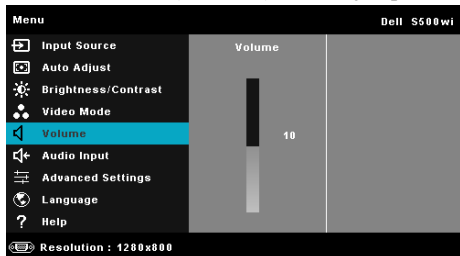 Menu Dell S500wi
Input Source
Auto Adjust
Brightness/Contrast
Video Mode
Volume
Audio Input
Advanced Settings
Language
? Help
Volume
10
Resolution : 1280x800